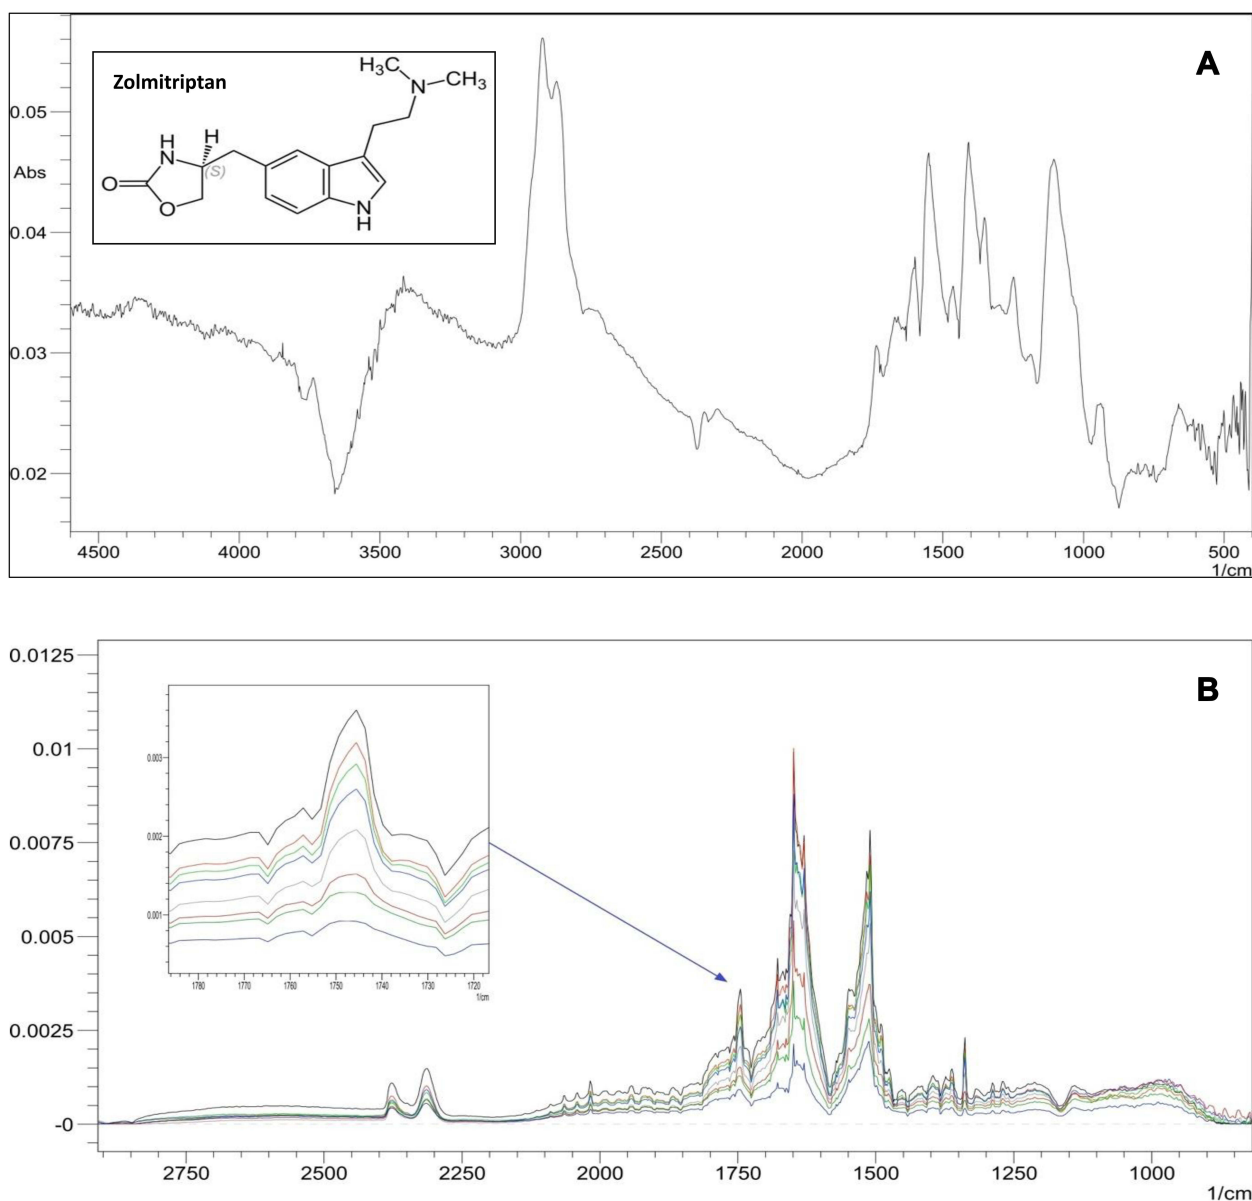 A
Zolmitriptan
H₃C
N
CH₃
H
H
N
(S)
O
O
N
H
0.05
Abs
0.04
0.03
0.02
4500 4000 3500 3000 2500 2000 1500 1000 500
1/cm
B
0.0125
0.01
0.0075
0.005
0.0025
-0
0.003
0.002
0.001
1780 1770 1760 1750 1740 1730 1720
1/cm
2750 2500 2250 2000 1750 1500 1250 1000
1/cm